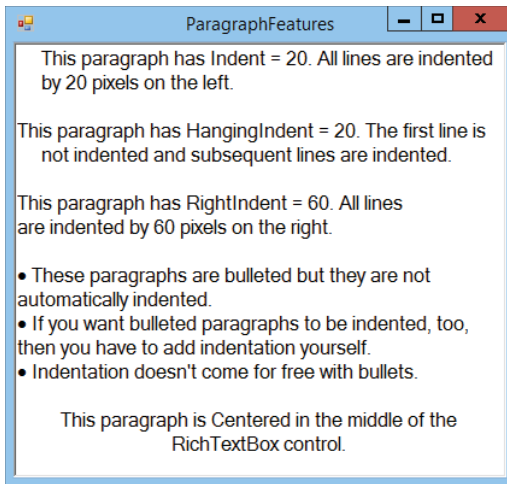 ParagraphFeatures
This paragraph has Indent = 20. All lines are indented
by 20 pixels on the left.
This paragraph has HangingIndent = 20. The first line is
not indented and subsequent lines are indented.
This paragraph has RightIndent = 60. All lines
are indented by 60 pixels on the right.
• These paragraphs are bulleted but they are not
automatically indented.
• If you want bulleted paragraphs to be indented, too,
then you have to add indentation yourself.
• Indentation doesn't come for free with bullets.
This paragraph is Centered in the middle of the
RichTextBox control.